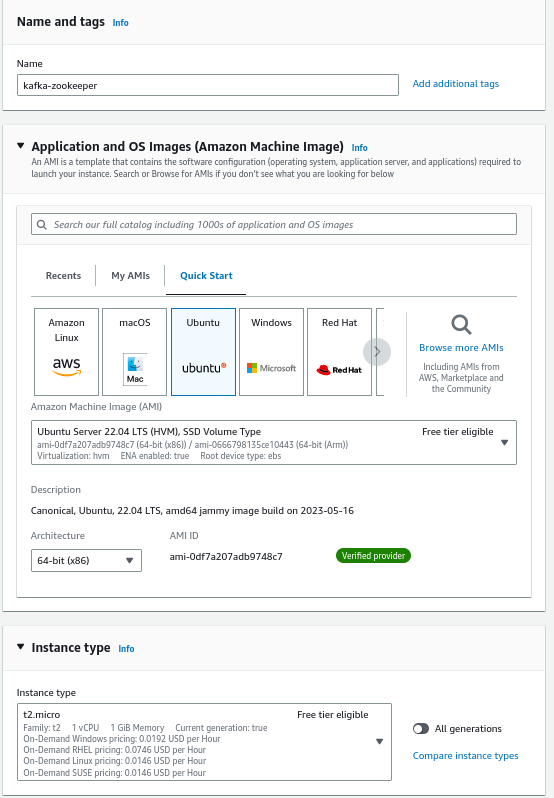 Name and tags Info
Name
kafka-zookeeper
Add additional tags
Application and OS Images (Amazon Machine Image) Info
An AMI is a template that contains the software configuration (operating system, application server, and applications) required to
launch your instance. Search or Browse for AMIs if you don't see what you are looking for below
Search our full catalog including 1000s of application and OS images
Recents
My AMIs
Quick Start
Amazon
Linux
aws
macOS
Mac
Ubuntu
ubuntu
Windows
Microsoft
Red Hat
Red Hat
Browse more AMIs
Including AMIs from
AWS, Marketplace and
the Community
Amazon Machine Image (AMI)
Ubuntu Server 22.04 LTS (HVM), SSD Volume Type
Free tier eligible
ami-0df7a207adb9748c7 (64-bit (x86)) / ami-0666798135ce10443 (64-bit (Arm))
Virtualization: hvm ENA enabled: true Root device type: ebs
Description
Canonical, Ubuntu, 22.04 LTS, amd64 jammy image build on 2023-05-16
Architecture
AMI ID
64-bit (x86)
ami-0df7a207adb9748c7
Verified provider
Instance type Info
Instance type
t2.micro
Free tier eligible
Family: t2 1 vCPU 1 GiB Memory Current generation: true
On-Demand Windows pricing: 0.0192 USD per Hour
On-Demand RHEL pricing: 0.0746 USD per Hour
On-Demand Linux pricing: 0.0146 USD per Hour
On-Demand SUSE pricing: 0.0146 USD per Hour
All generations
Compare instance types